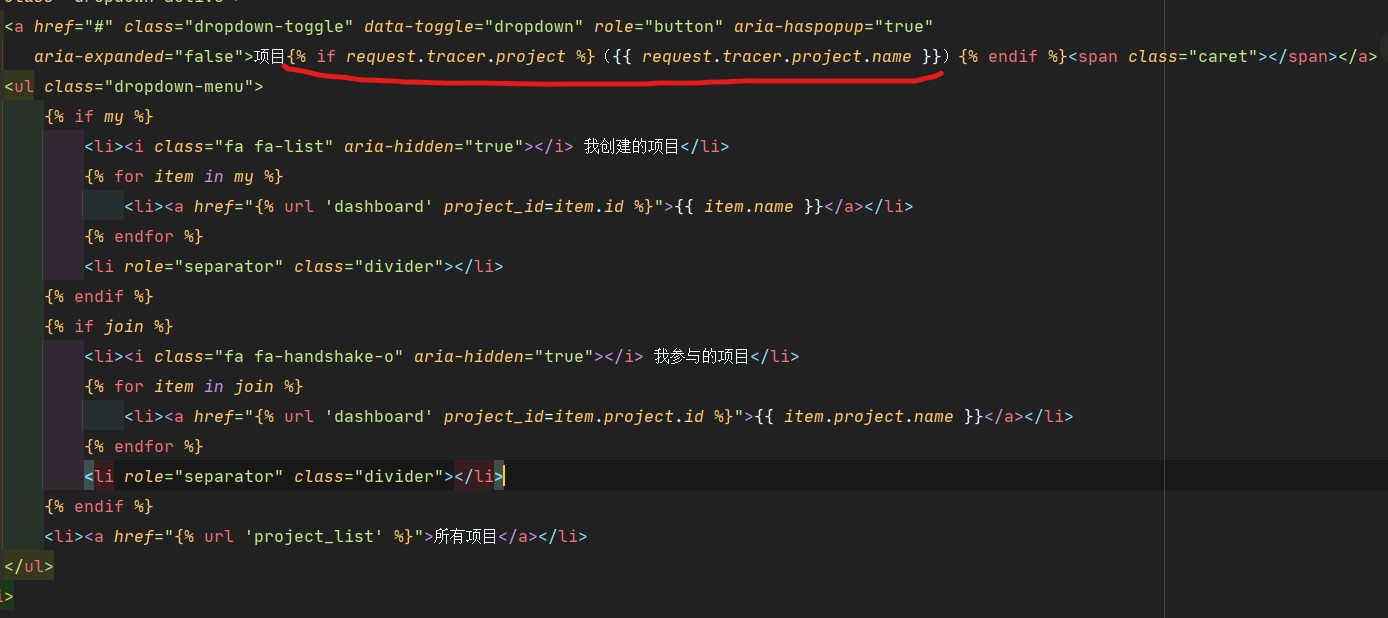 <a href="#" class="dropdown-toggle" data-toggle="dropdown" role="button" aria-haspopup="true"
aria-expanded="false">项目{% if request.tracer.project %}（{{ request.tracer.project.name }}）{% endif %}<span class="caret"></span></a>
<ul class="dropdown-menu">
{% if my %}
<li><i class="fa fa-list" aria-hidden="true"></i> 我创建的项目</li>
{% for item in my %}
<li><a href="{% url 'dashboard' project_id=item.id %}">{{ item.name }}</a></li>
{% endfor %}
<li role="separator" class="divider"></li>
{% endif %}
{% if join %}
<li><i class="fa fa-handshake-o" aria-hidden="true"></i> 我参与的项目</li>
{% for item in join %}
<li><a href="{% url 'dashboard' project_id=item.project.id %}">{{ item.project.name }}</a></li>
{% endfor %}
<li role="separator" class="divider"></li>
{% endif %}
<li><a href="{% url 'project_list' %}">所有项目</a></li>
</ul>
i>